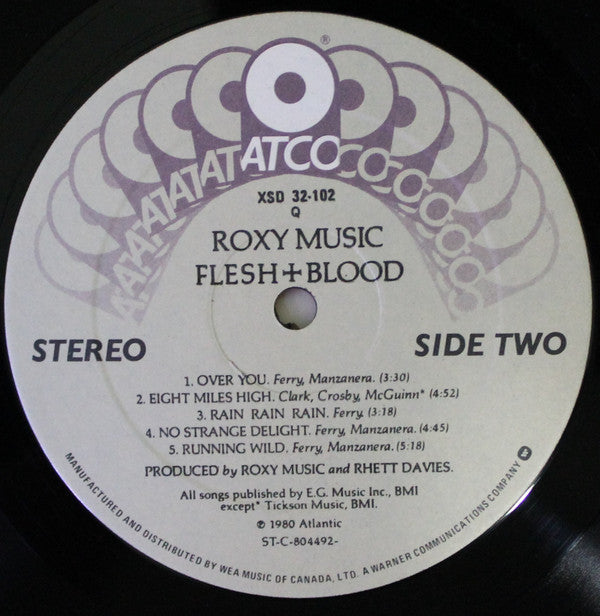 ®
ATATATATATATCOCOCOCOCOCO
XSD 32-102
Q
ROXY MUSIC
FLESH+BLOOD
STEREO
SIDE TWO
1. OVER YOU. Ferry, Manzanera. (3:30)
2. EIGHT MILES HIGH. Clark, Crosby, McGuinn* (4:52)
3. RAIN RAIN RAIN. Ferry. (3:18)
4. NO STRANGE DELIGHT. Ferry, Manzanera. (4:45)
5. RUNNING WILD. Ferry, Manzanera. (5:18)
PRODUCED by ROXY MUSIC and RHETT DAVIES.
All songs published by E.G. Music Inc., BMI
except* Tickson Music, BMI.
℗ 1980 Atlantic
ST-C-804492-
MANUFACTURED AND DISTRIBUTED BY WEA MUSIC OF CANADA, LTD. A WARNER COMMUNICATIONS COMPANY